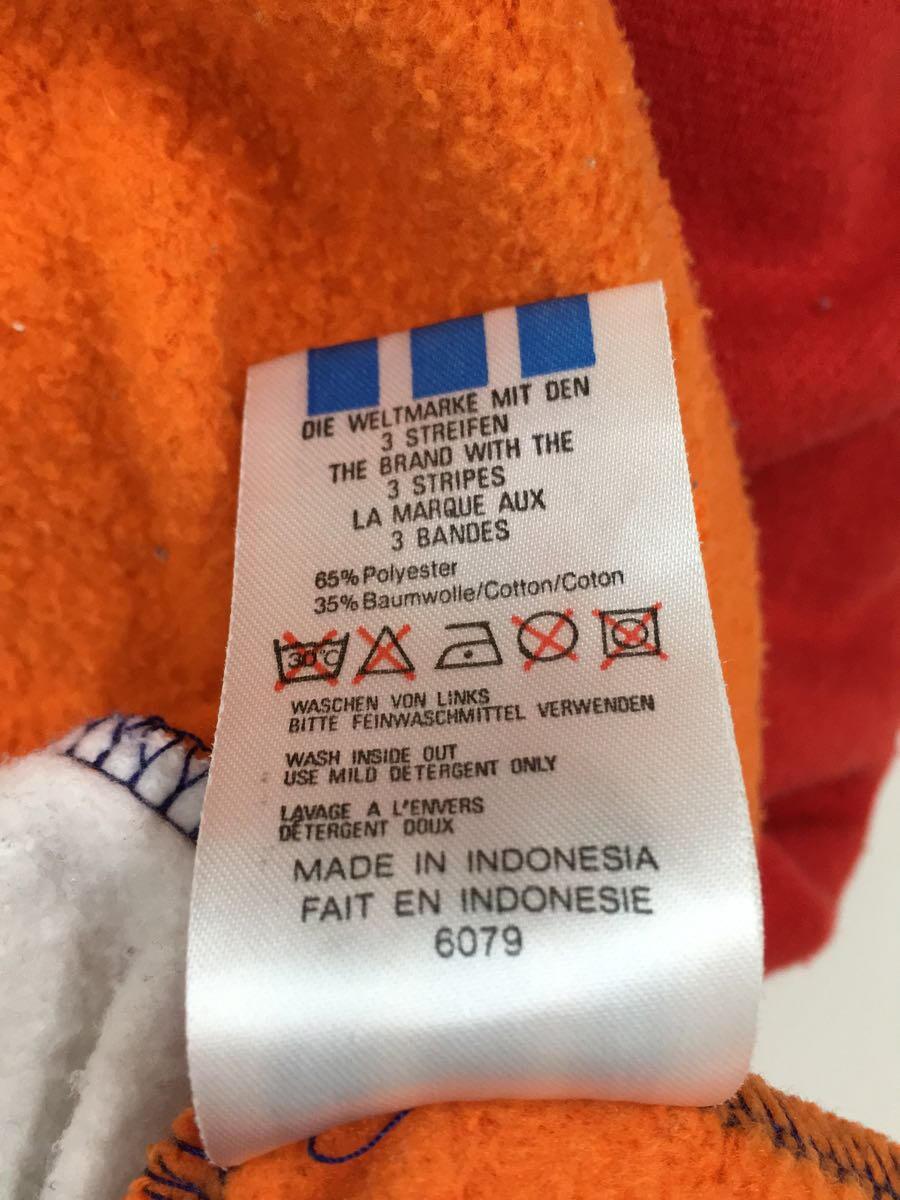 DIE WELTMARKE MIT DEN
3 STREIFEN
THE BRAND WITH THE
3 STRIPES
LA MARQUE AUX
3 BANDES
65% Polyester
35% Baumwolle/Cotton/Coton
30°C
WASCHEN VON LINKS
BITTE FEINWASCHMITTEL VERWENDEN
WASH INSIDE OUT
USE MILD DETERGENT ONLY
LAVAGE A L'ENVERS
DETERGENT DOUX
MADE IN INDONESIA
FAIT EN INDONESIE
6079